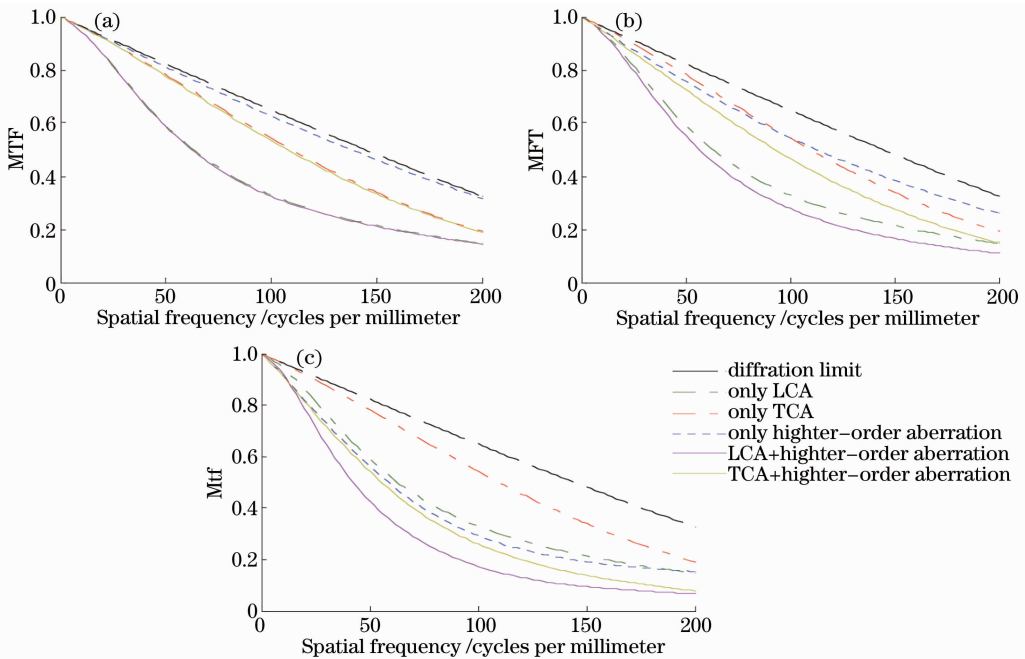 (a)
1.0
0.8
0.6
0.4
0.2
0
MTF
0 50 100 150 200
Spatial frequency /cycles per millimeter
(b)
1.0
0.8
0.6
0.4
0.2
0
MFT
0 50 100 150 200
Spatial frequency /cycles per millimeter
(c)
1.0
0.8
0.6
0.4
0.2
0
Mtf
0 50 100 150 200
Spatial frequency /cycles per millimeter
diffration limit
only LCA
only TCA
only highter-order aberration
LCA+highter-order aberration
TCA+highter-order aberration